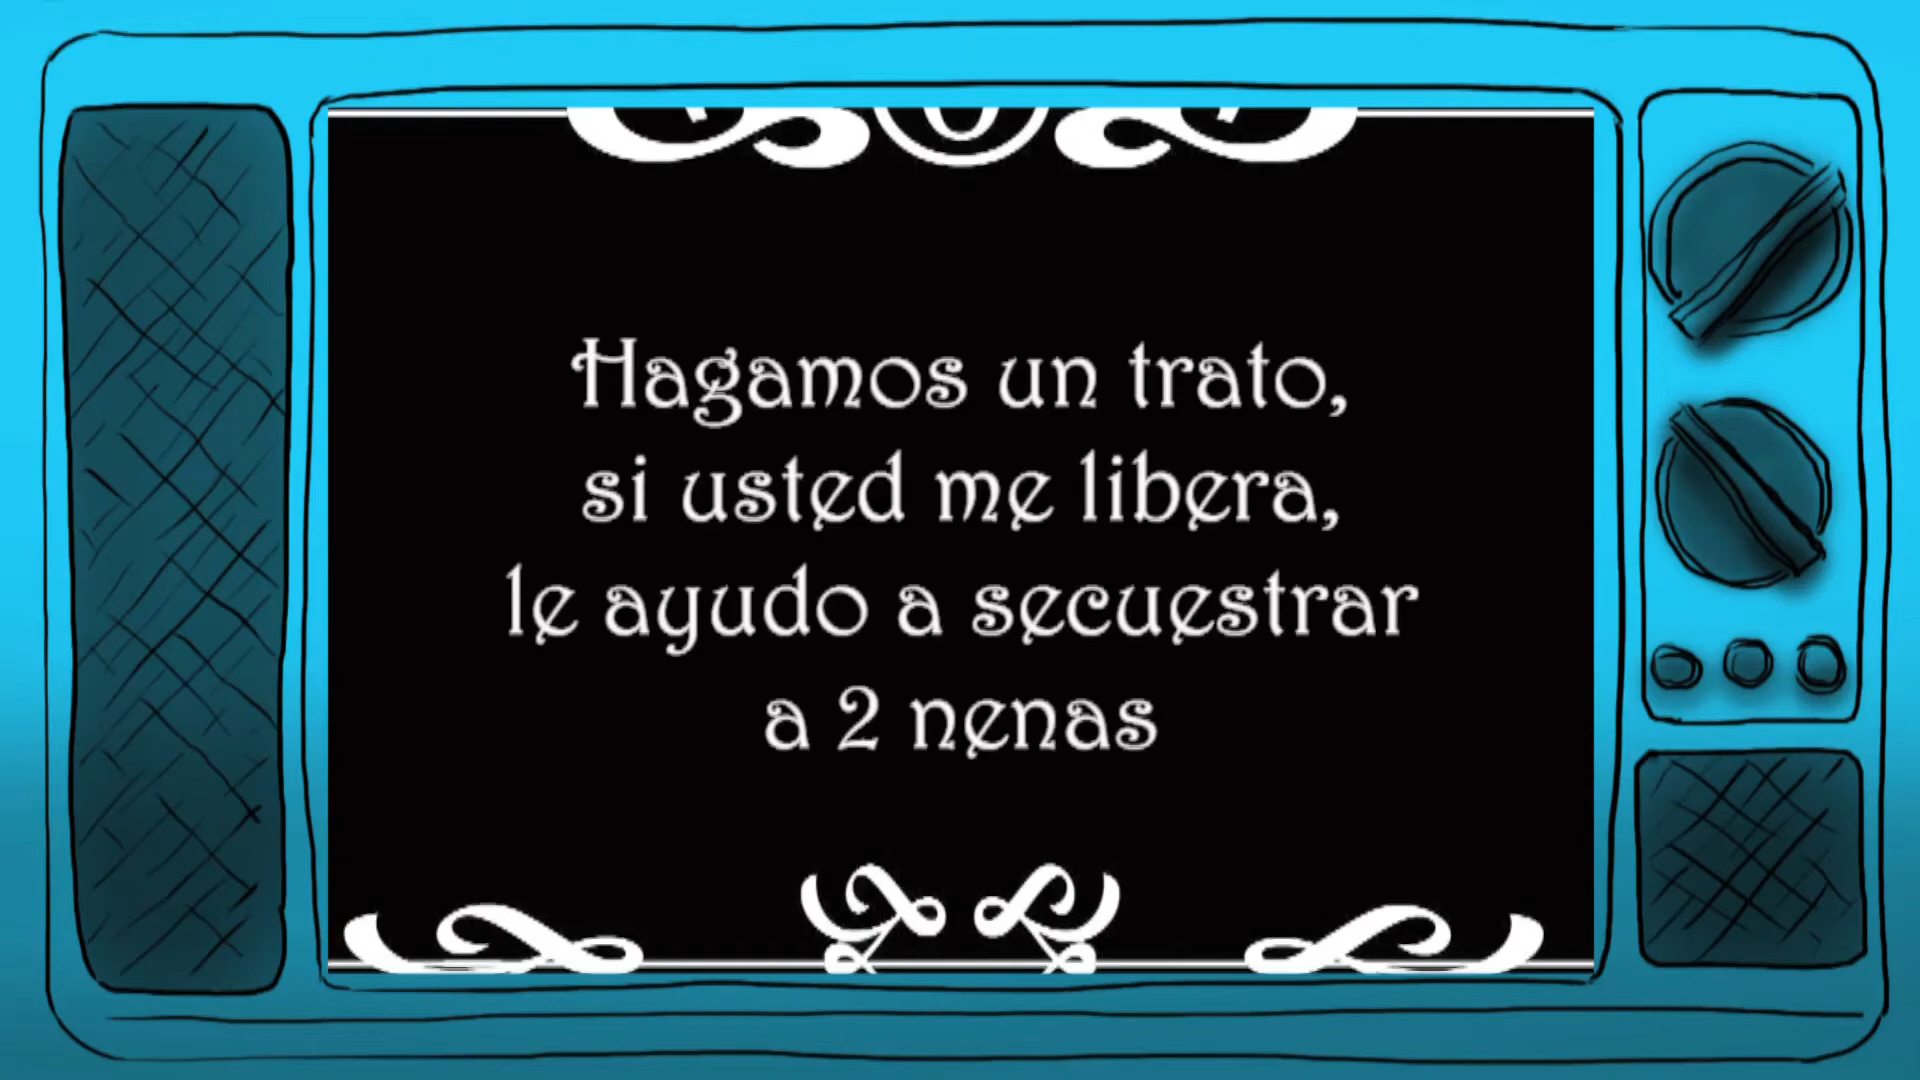 Hagamos un trato,
si usted me libera,
le ayudo a secuestrar
a 2 nenas